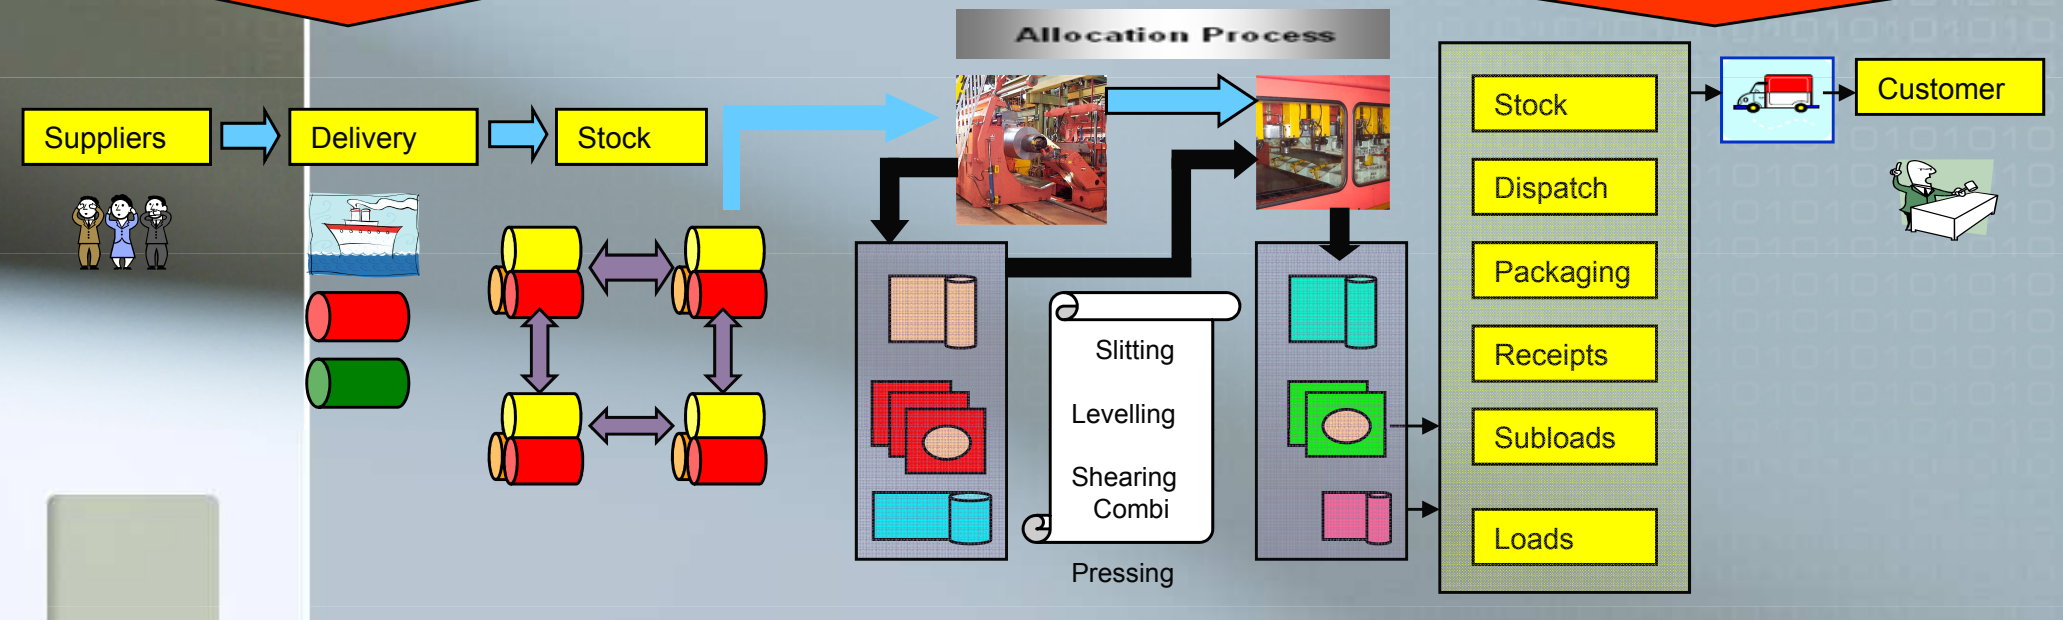 Allocation Process
Suppliers
Delivery
Stock
Slitting
Levelling
Shearing
Combi
Pressing
Stock
Dispatch
Packaging
Receipts
Subloads
Loads
Customer